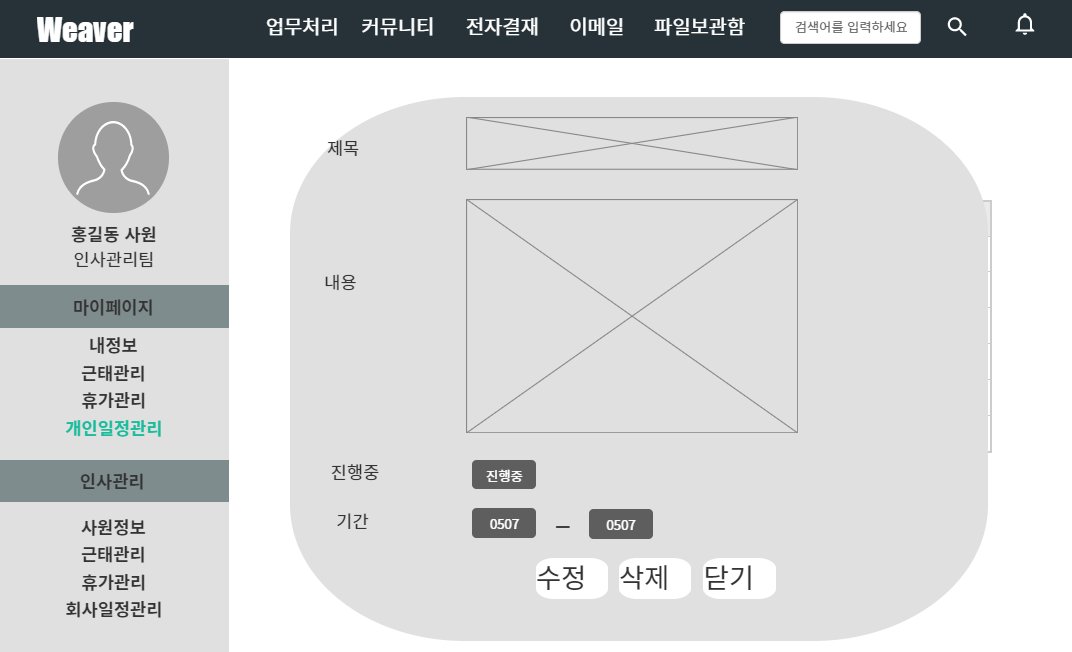 Weaver 업무처리 커뮤니티 전자결재 이메일 파일보관함 검색어를 입력하세요
홍길동 사원
인사관리팀
마이페이지
내정보
근태관리
휴가관리
개인일정관리
인사관리
사원정보
근태관리
휴가관리
회사일정관리
제목
내용
진행중 진행중
기간 0507 – 0507
수정 삭제 닫기